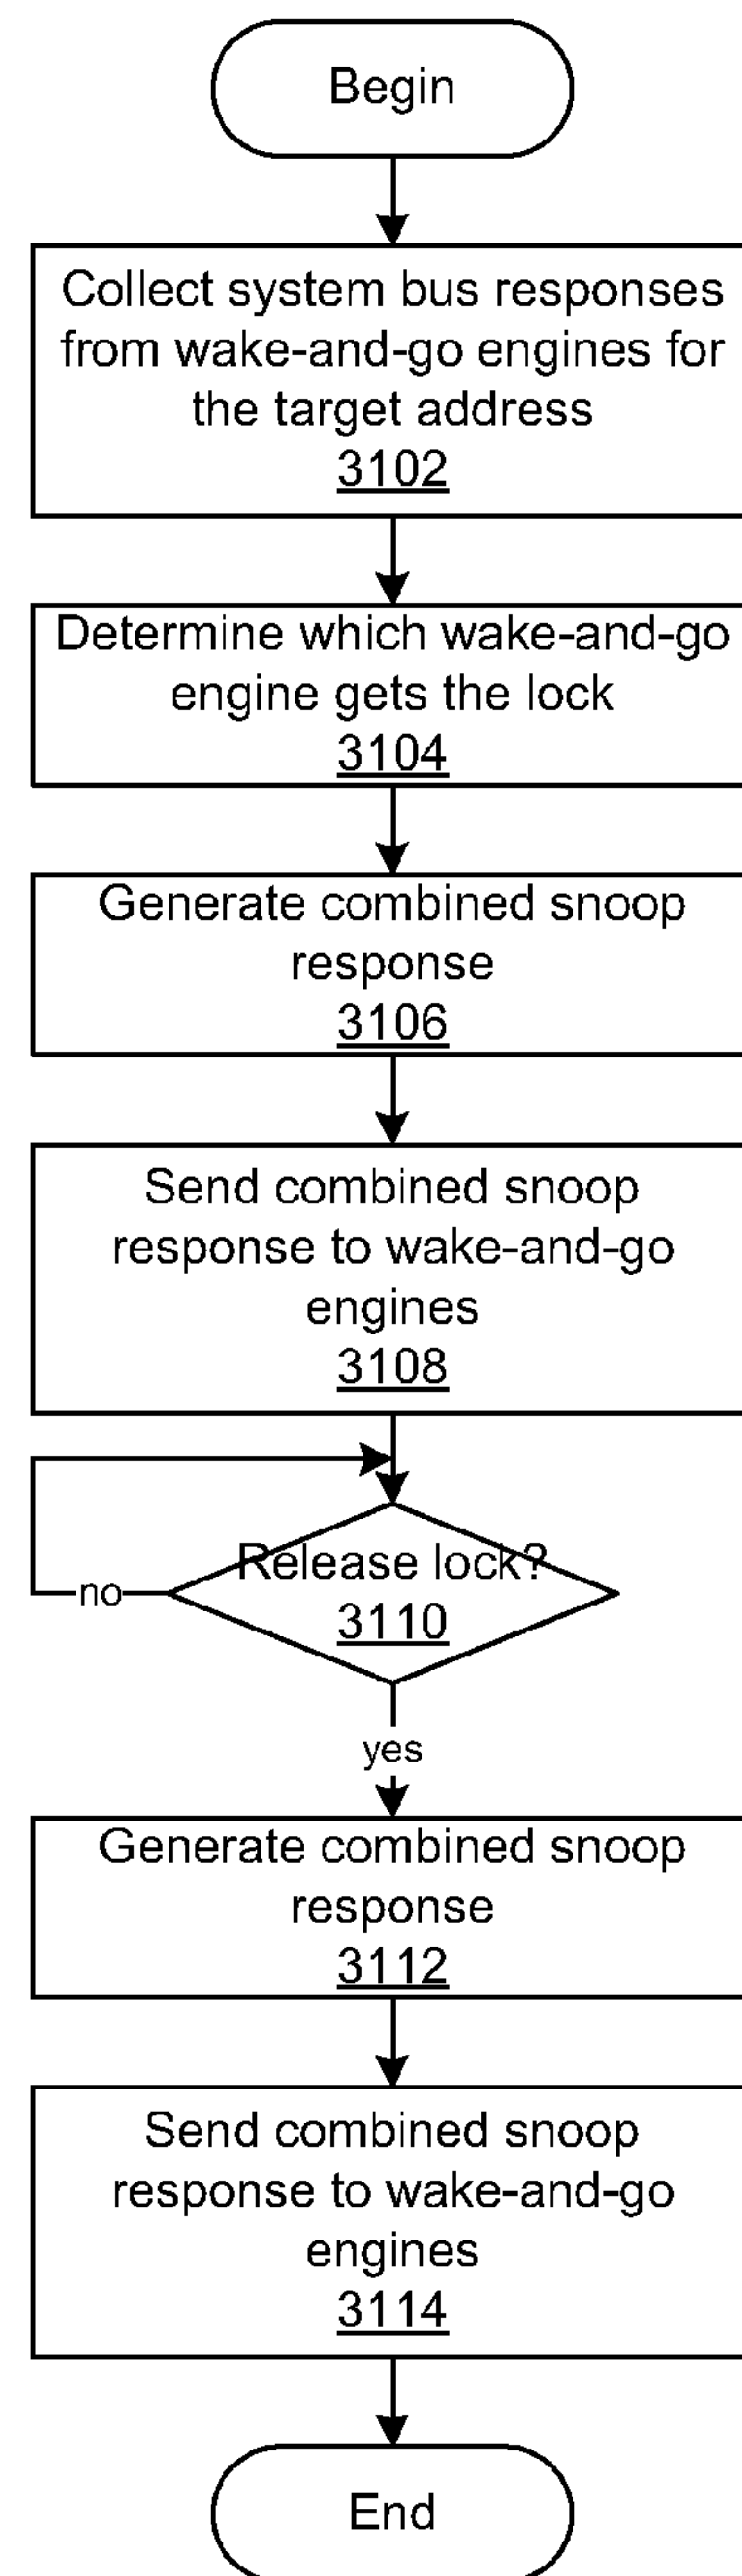 Begin
Collect system bus responses
from wake-and-go engines for
the target address
3102
Determine which wake-and-go
engine gets the lock
3104
Generate combined snoop
response
3106
Send combined snoop
response to wake-and-go
engines
3108
Release lock?
3110
no
yes
Generate combined snoop
response
3112
Send combined snoop
response to wake-and-go
engines
3114
End